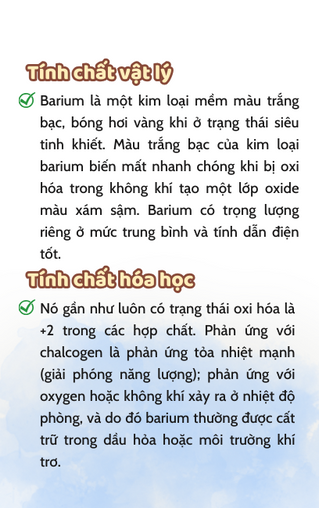 Tính chất vật lý
Barium là một kim loại mềm màu trắng
bạc, bóng hơi vàng khi ở trạng thái siêu
tinh khiết. Màu trắng bạc của kim loại
barium biến mất nhanh chóng khi bị oxi
hóa trong không khí tạo một lớp oxide
màu xám sậm. Barium có trọng lượng
riêng ở mức trung bình và tính dẫn điện
tốt.
Tính chất hóa học
Nó gần như luôn có trạng thái oxi hóa là
+2 trong các hợp chất. Phản ứng với
chalcogen là phản ứng tỏa nhiệt mạnh
(giải phóng năng lượng); phản ứng với
oxygen hoặc không khí xảy ra ở nhiệt độ
phòng, và do đó barium thường được cất
trữ trong dầu hỏa hoặc môi trường khí
trơ.